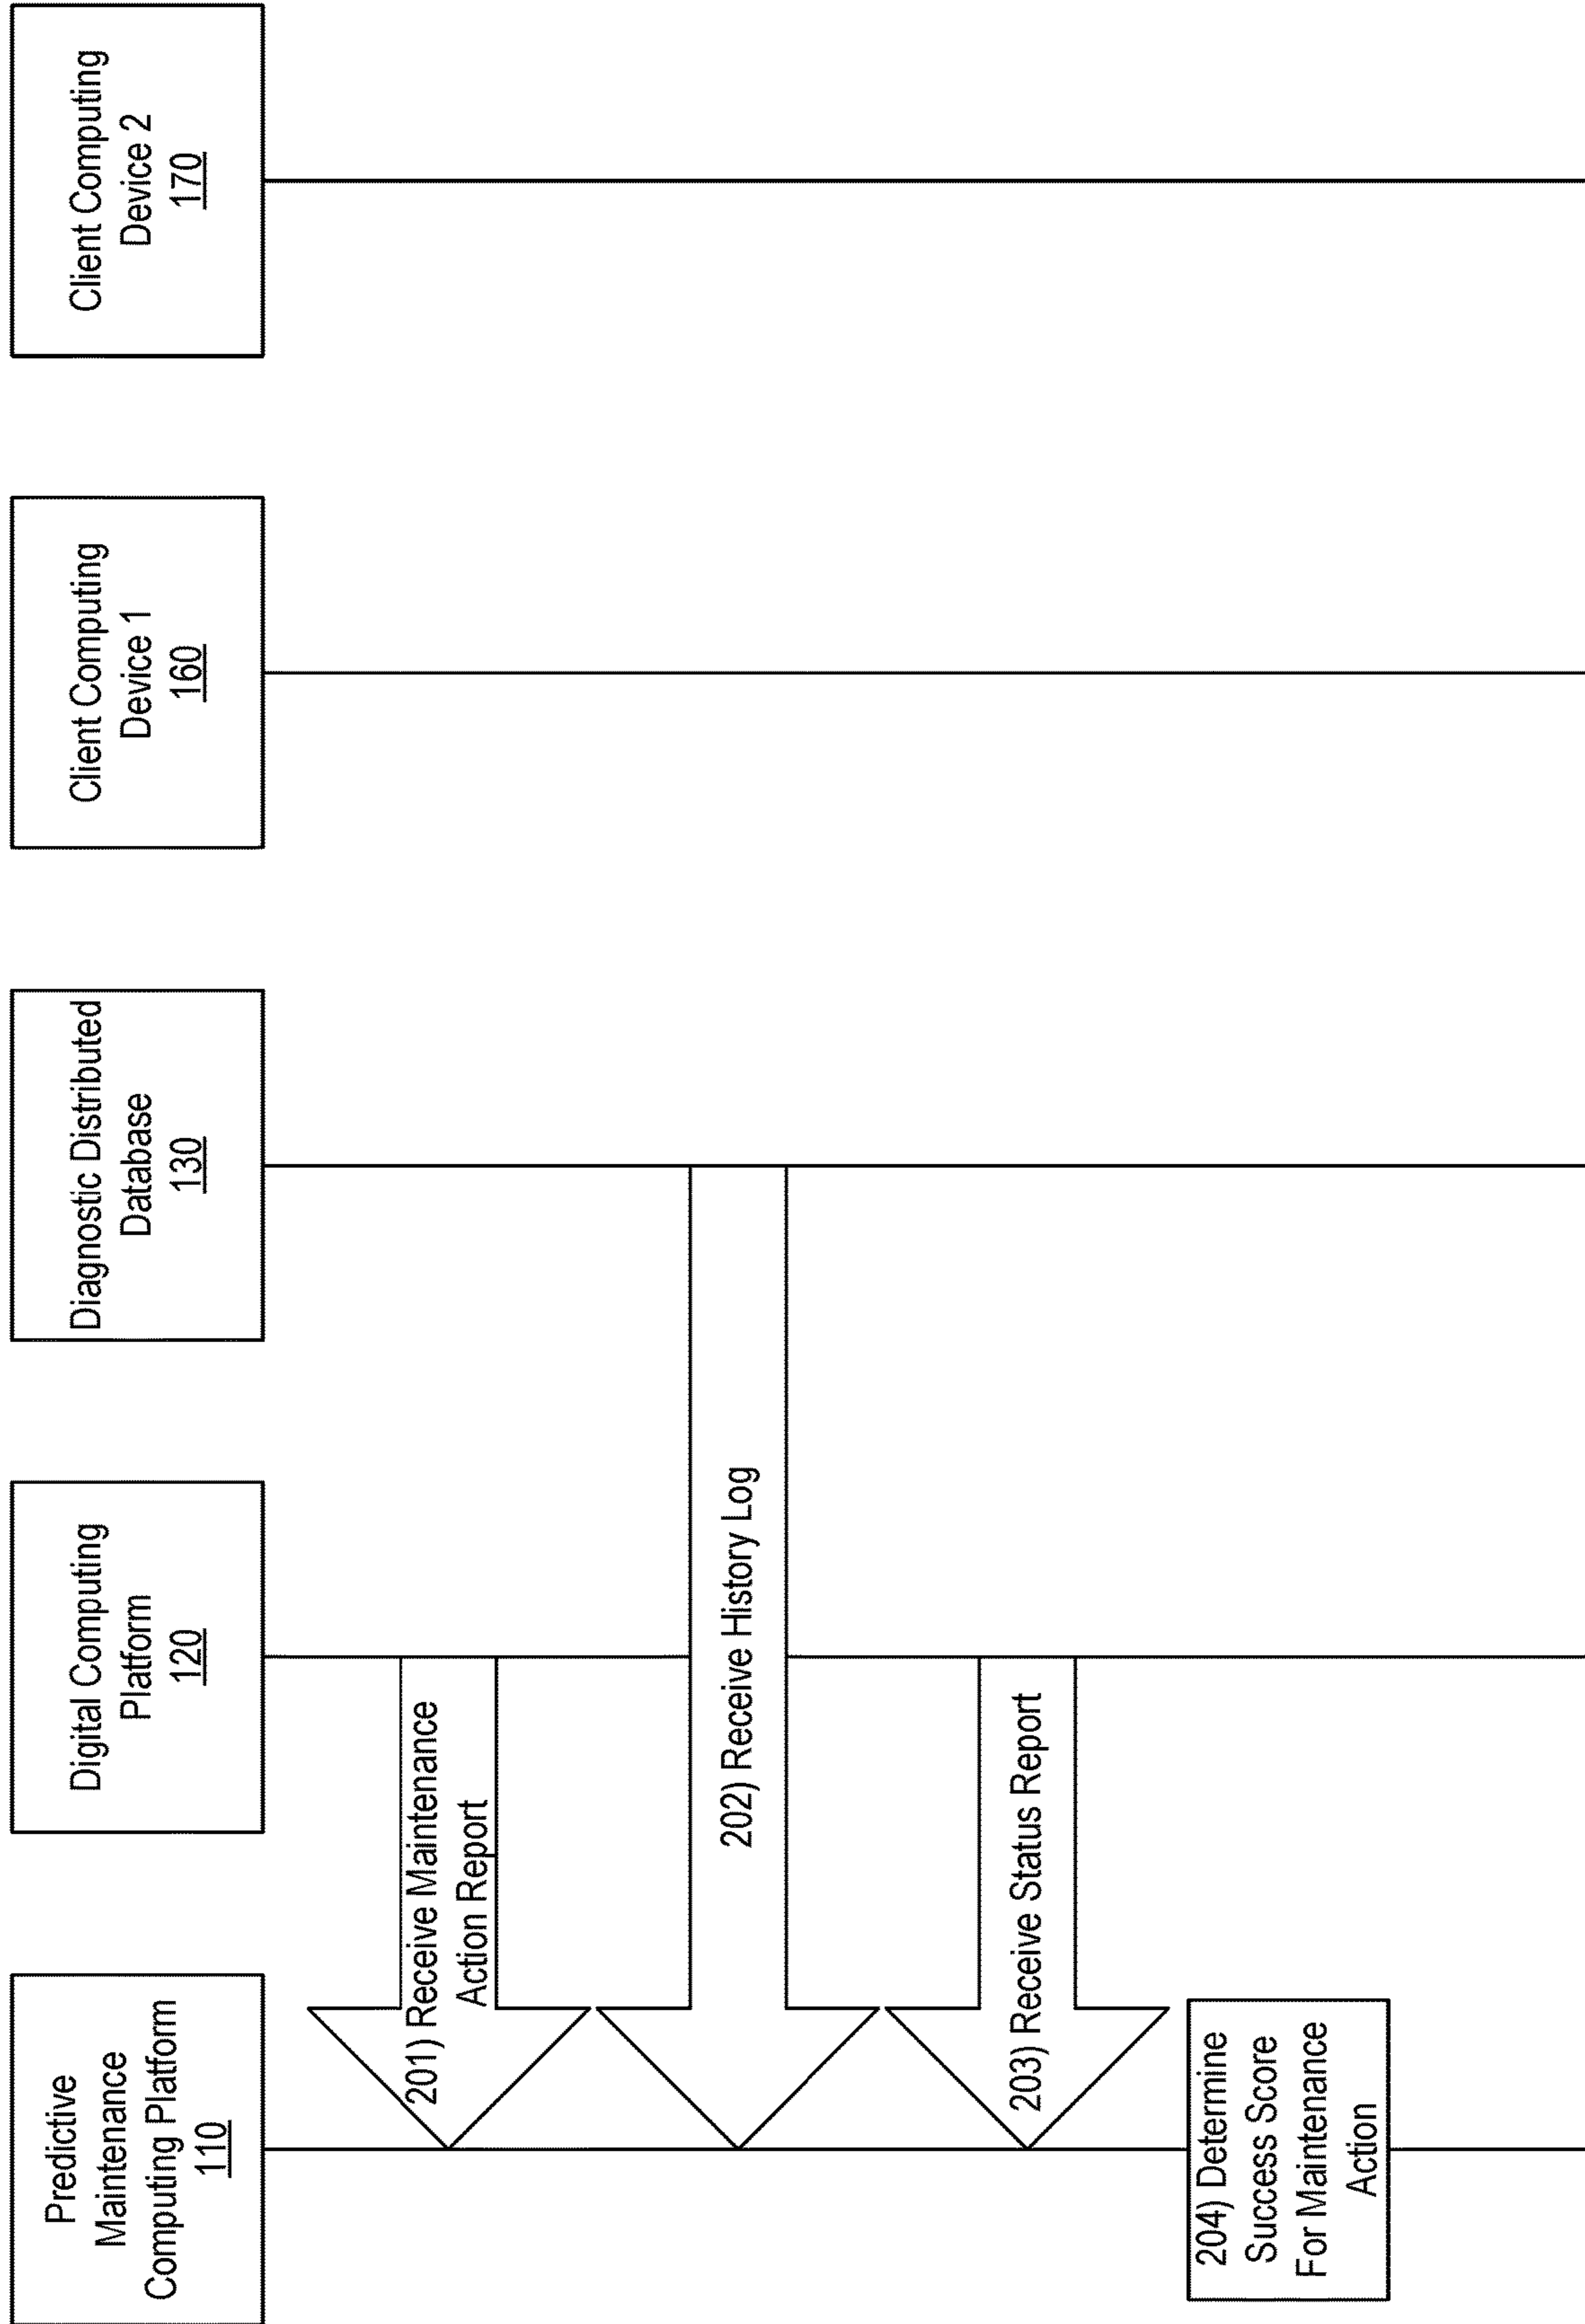 Predictive
Maintenance
Computing Platform
110
Digital Computing
Platform
120
Diagnostic Distributed
Database
130
Client Computing
Device 1
160
Client Computing
Device 2
170
201) Receive Maintenance
Action Report
202) Receive History Log
203) Receive Status Report
204) Determine
Success Score
For Maintenance
Action